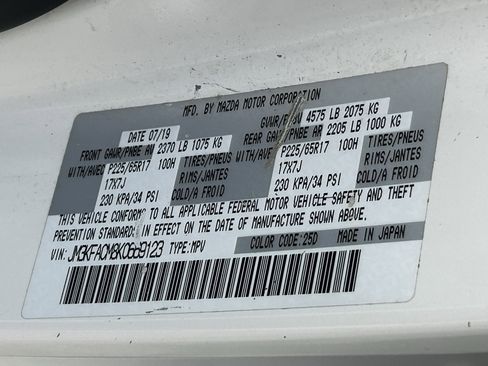 MFD. BY MAZDA MOTOR CORPORATION
DATE 07/19 GVWR/PBV 4575 LB 2075 KG
FRONT GAWR/PNBE AV 2370 LB 1075 KG REAR GAWR/PNBE AR 2205 LB 1000 KG
WITH/AVEC P225/65R17 100H TIRES/PNEUS WITH/AVEC P225/65R17 100H TIRES/PNEUS
17X7J RIMS/JANTES 17X7J RIMS/JANTES
230 KPA/34 PSI COLD/A FROID 230 KPA/34 PSI COLD/A FROID
THIS VEHICLE CONFORMS TO ALL APPLICABLE FEDERAL MOTOR VEHICLE SAFETY AND THEFT
PREVENTION STANDARDS IN EFFECT ON THE DATE OF MANUFACTURE SHOWN ABOVE.
VIN: JM3KFACM8K0669123 TYPE:MPV COLOR CODE:25D MADE IN JAPAN